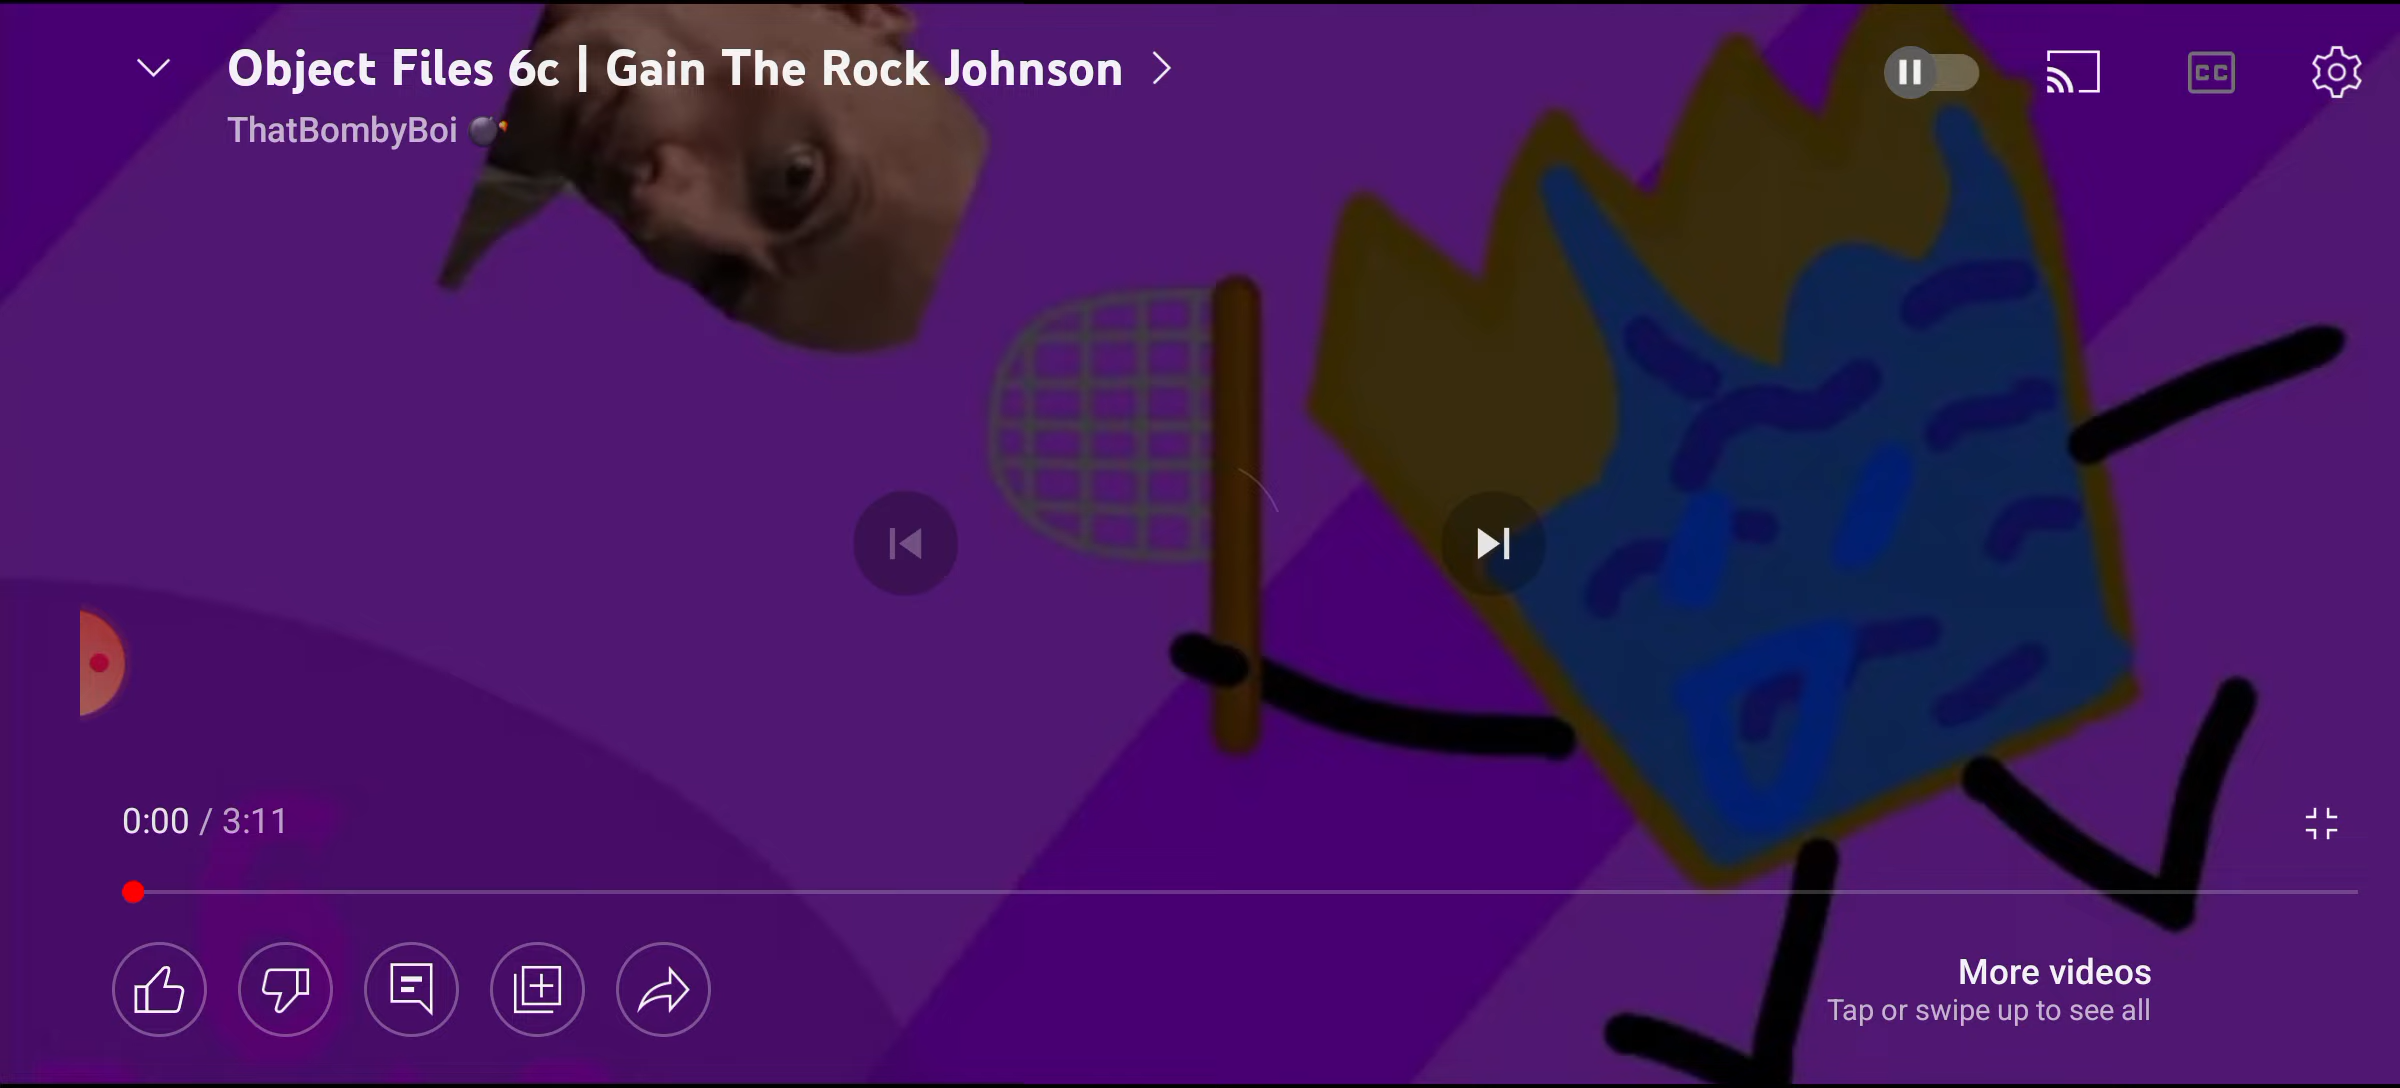 Object Files 6c | Gain The Rock Johnson
ThatBombyBoi 💣
CC
0:00 / 3:11
More videos
Tap or swipe up to see all